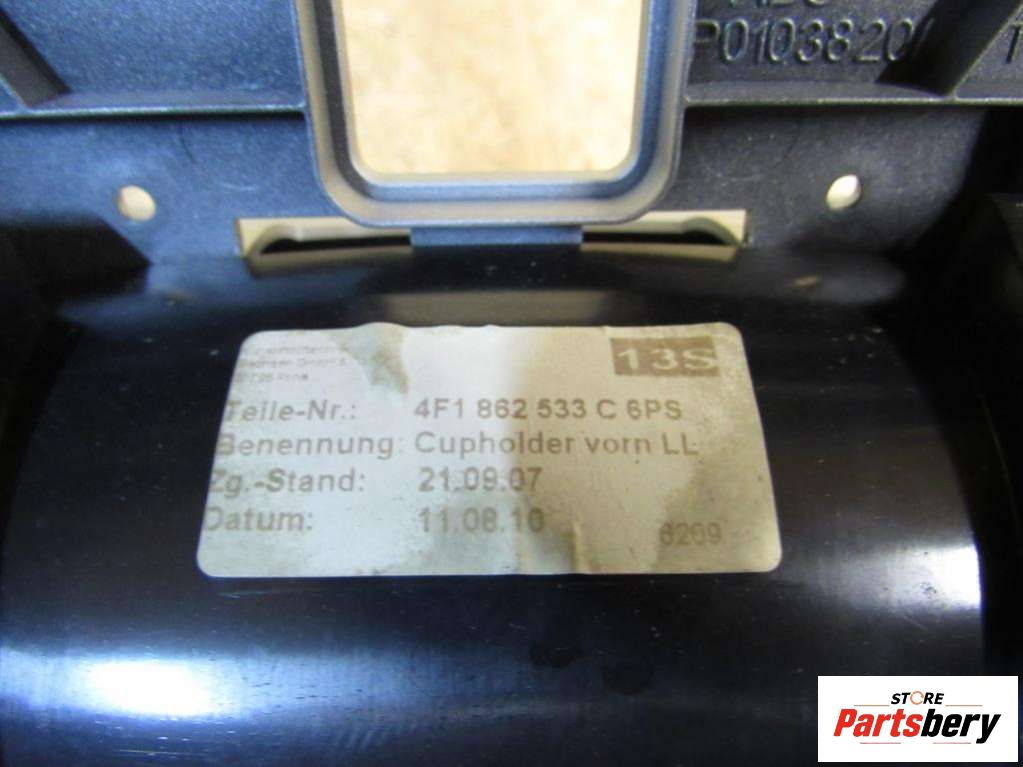 P0103820
13S
Teile-Nr.: 4F1 862 533 C 6PS
Benennung: Cupholder vorn LL
Zg.-Stand: 21.09.07
Datum: 11.08.10 6209
STORE
Partsbery